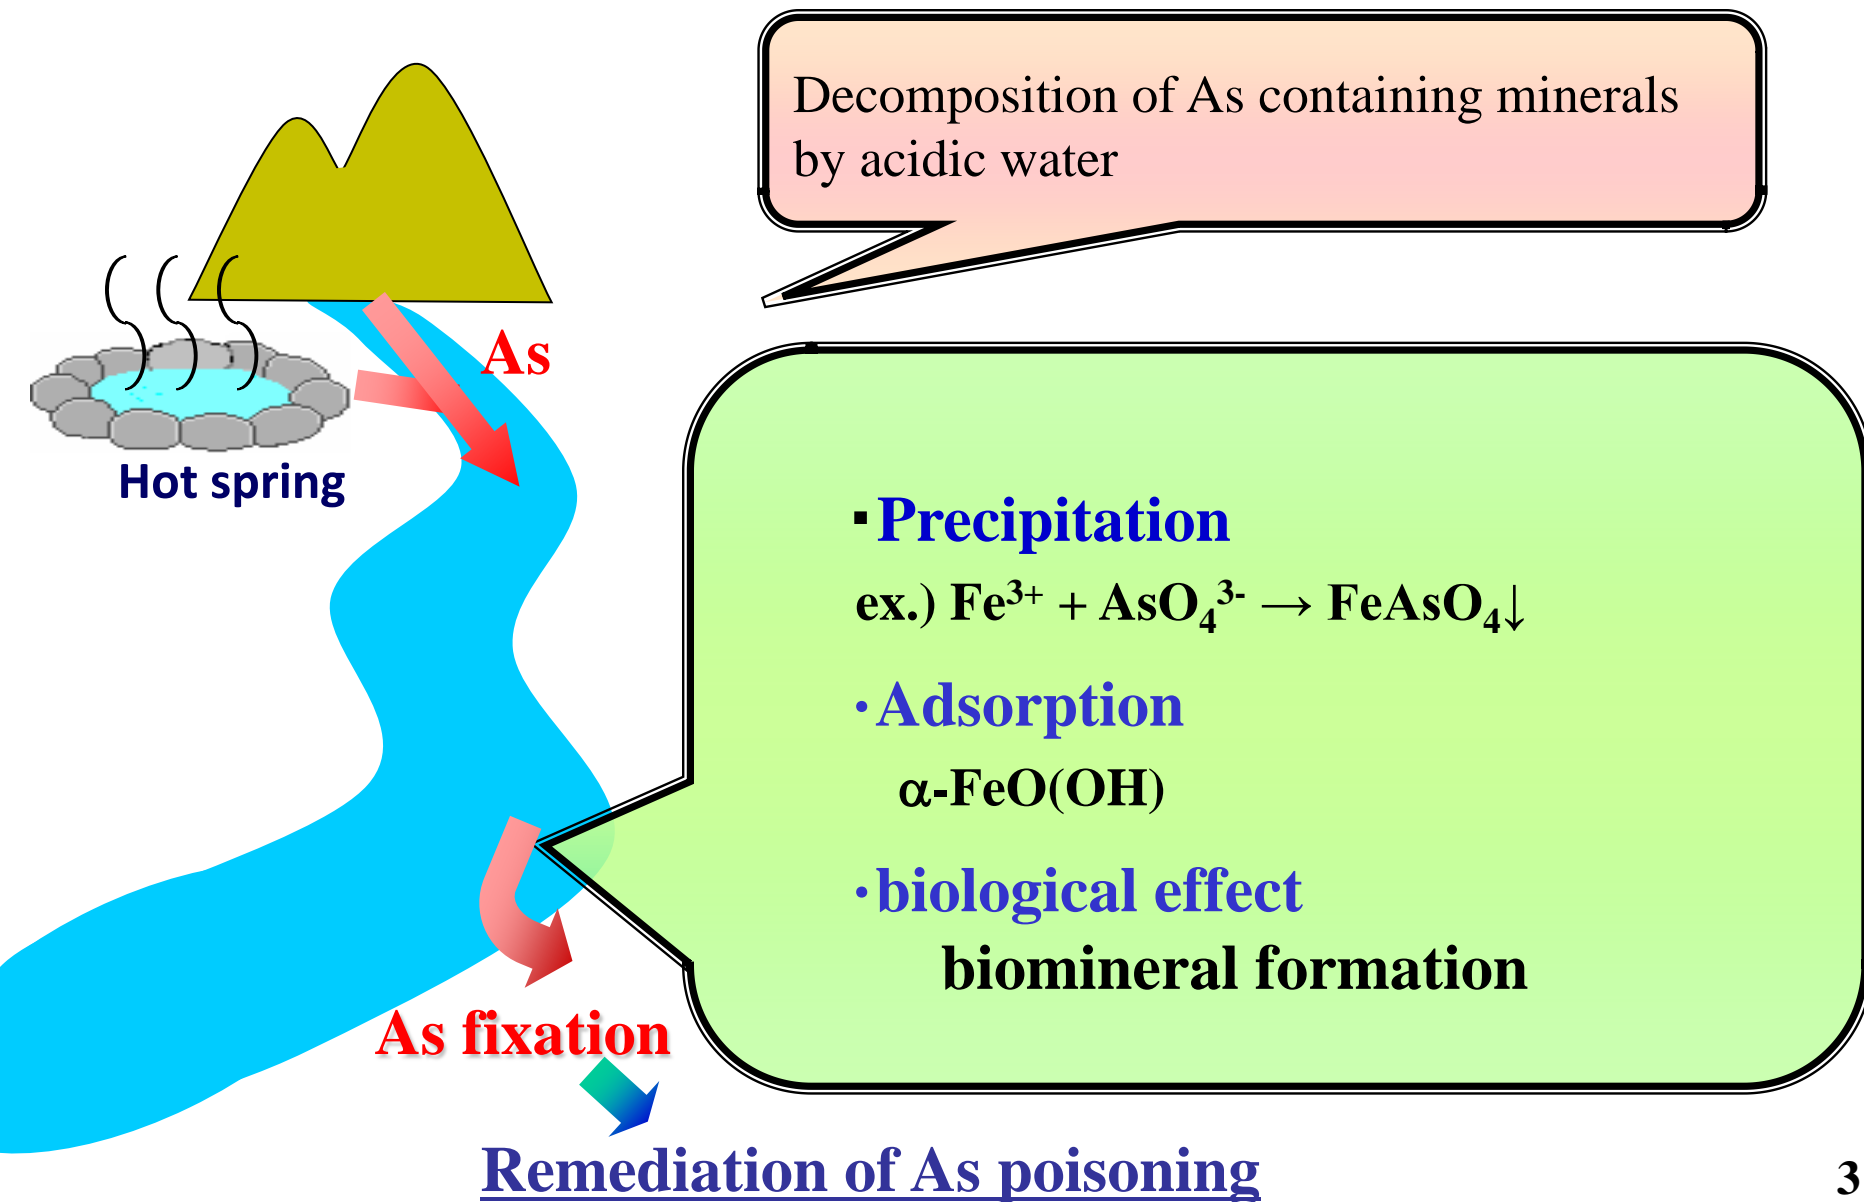 Decomposition of As containing minerals
by acidic water
As
Hot spring
▪Precipitation
ex.) Fe³⁺ + AsO₄³⁻ → FeAsO₄↓
・Adsorption
α-FeO(OH)
・biological effect
biomineral formation
As fixation
Remediation of As poisoning
3